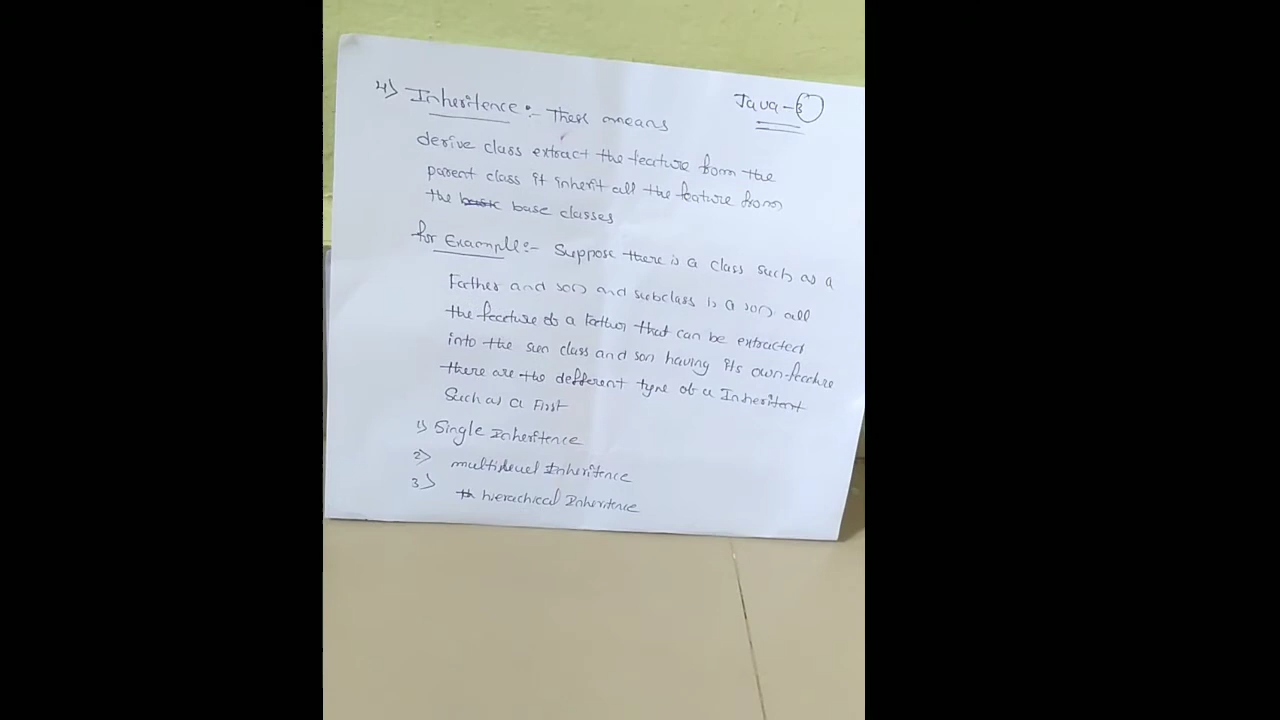 Java-3
4) Inheritence :- These means
derive class extract the feature from the
parent class it inherit all the feature from
the base classes
for Example :- Suppose there is a class such as a
Father and son and subclass is a son all
the feature of a father that can be extracted
into the sun class and son having its own feature
there are the defferent type of a Inheritent
Such as a First
1) Single Inheritence
2) multilevel Inheritence
3) hierachical Inheritence